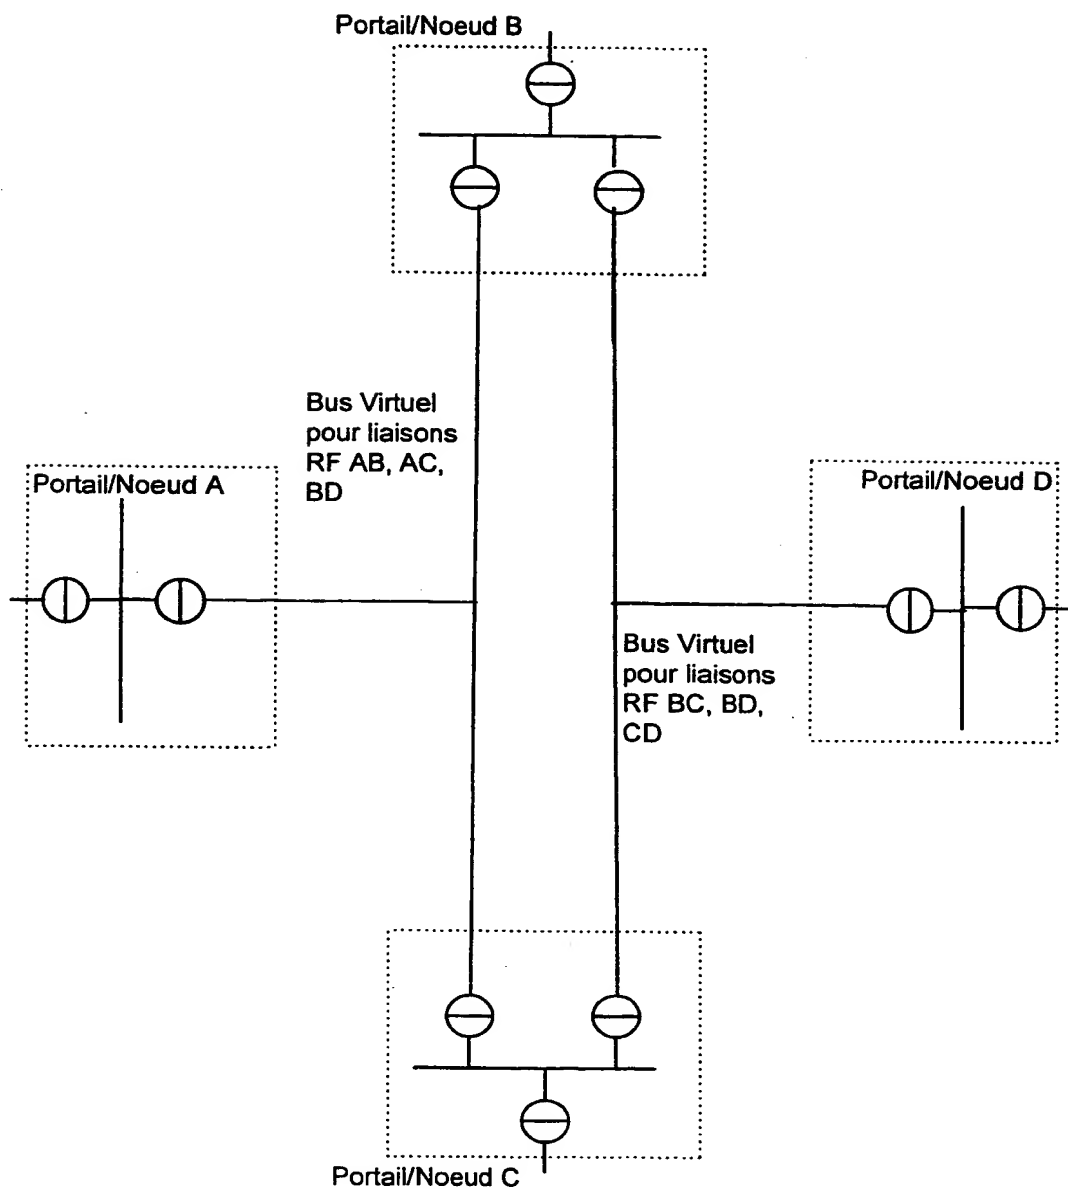 Portail/Noeud B
Bus Virtuel
pour liaisons
RF AB, AC,
BD
Portail/Noeud A
Portail/Noeud D
Bus Virtuel
pour liaisons
RF BC, BD,
CD
Portail/Noeud C